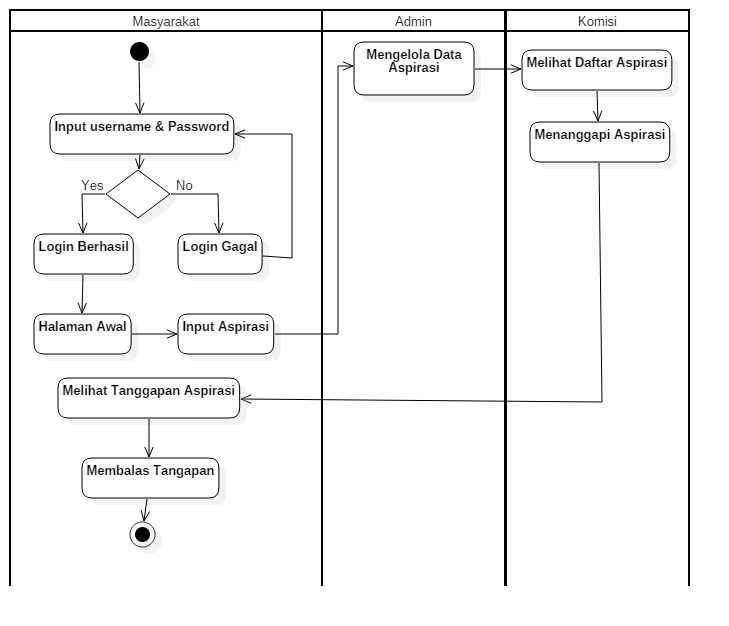 Masyarakat
Admin
Komisi
Mengelola Data
Aspirasi
Melihat Daftar Aspirasi
Input username & Password
Menanggapi Aspirasi
Yes
No
Login Berhasil
Login Gagal
Halaman Awal
Input Aspirasi
Melihat Tanggapan Aspirasi
Membalas Tangapan